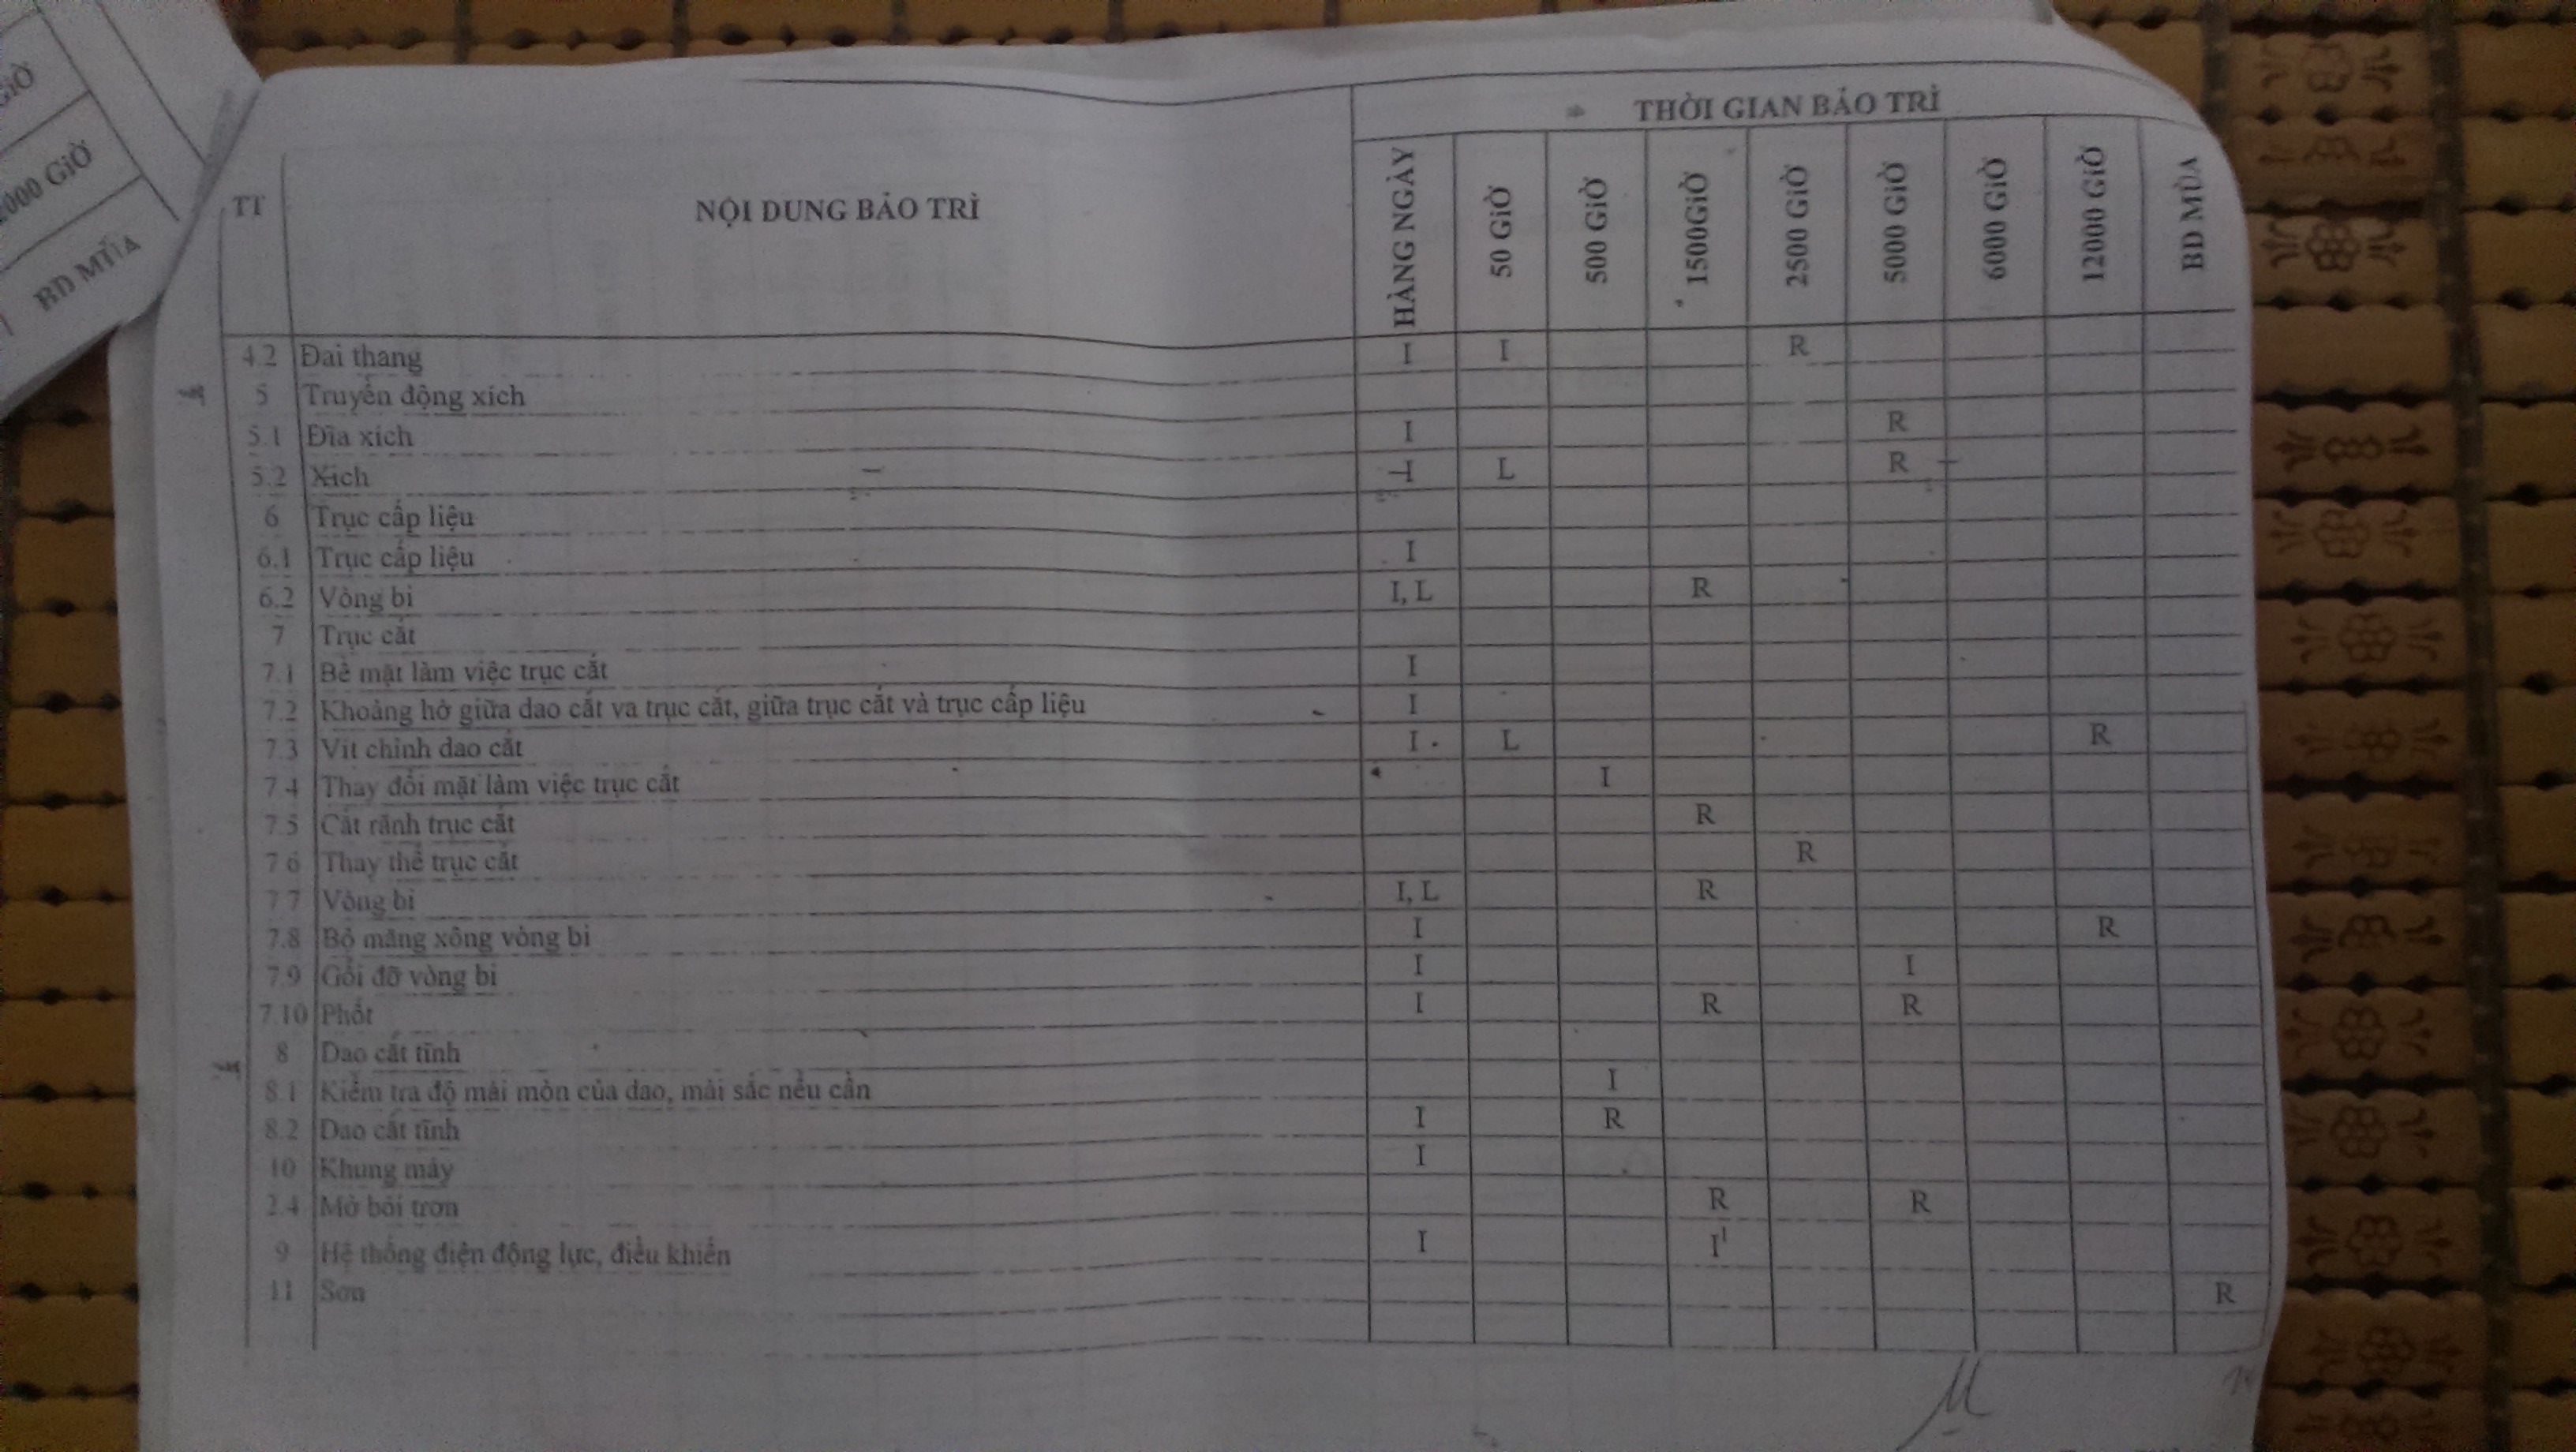 GIỜ
2000 GIỜ
BD MÙA
THỜI GIAN BẢO TRÌ
TT NỘI DUNG BẢO TRÌ HÀNG NGÀY 50 GIỜ 500 GIỜ 1500GIỜ 2500 GIỜ 5000 GIỜ 6000 GIỜ 12000 GIỜ BD MÙA
4.2 Đai thang I I R
5 Truyền động xích
5.1 Đĩa xích I R
5.2 Xích I L R
6 Trục cấp liệu
6.1 Trục cấp liệu I
6.2 Vòng bi I, L R
7 Trục cắt
7.1 Bề mặt làm việc trục cắt I
7.2 Khoảng hở giữa dao cắt va trục cắt, giữa trục cắt và trục cấp liệu I
7.3 Vít chỉnh dao cắt I L R
7.4 Thay đổi mặt làm việc trục cắt I
7.5 Cắt rãnh trục cắt R
7.6 Thay thế trục cắt R
7.7 Vòng bi I, L R
7.8 Bộ măng xông vòng bi I R
7.9 Gối đỡ vòng bi I I
7.10 Phốt I R R
8 Dao cắt tĩnh
8.1 Kiểm tra độ mài mòn của dao, mài sắc nếu cần I
8.2 Dao cắt tĩnh I R
10 Khung máy I
2.4 Mỡ bôi trơn R R
9 Hệ thống điện động lực, điều khiển I I
11 Sơn R